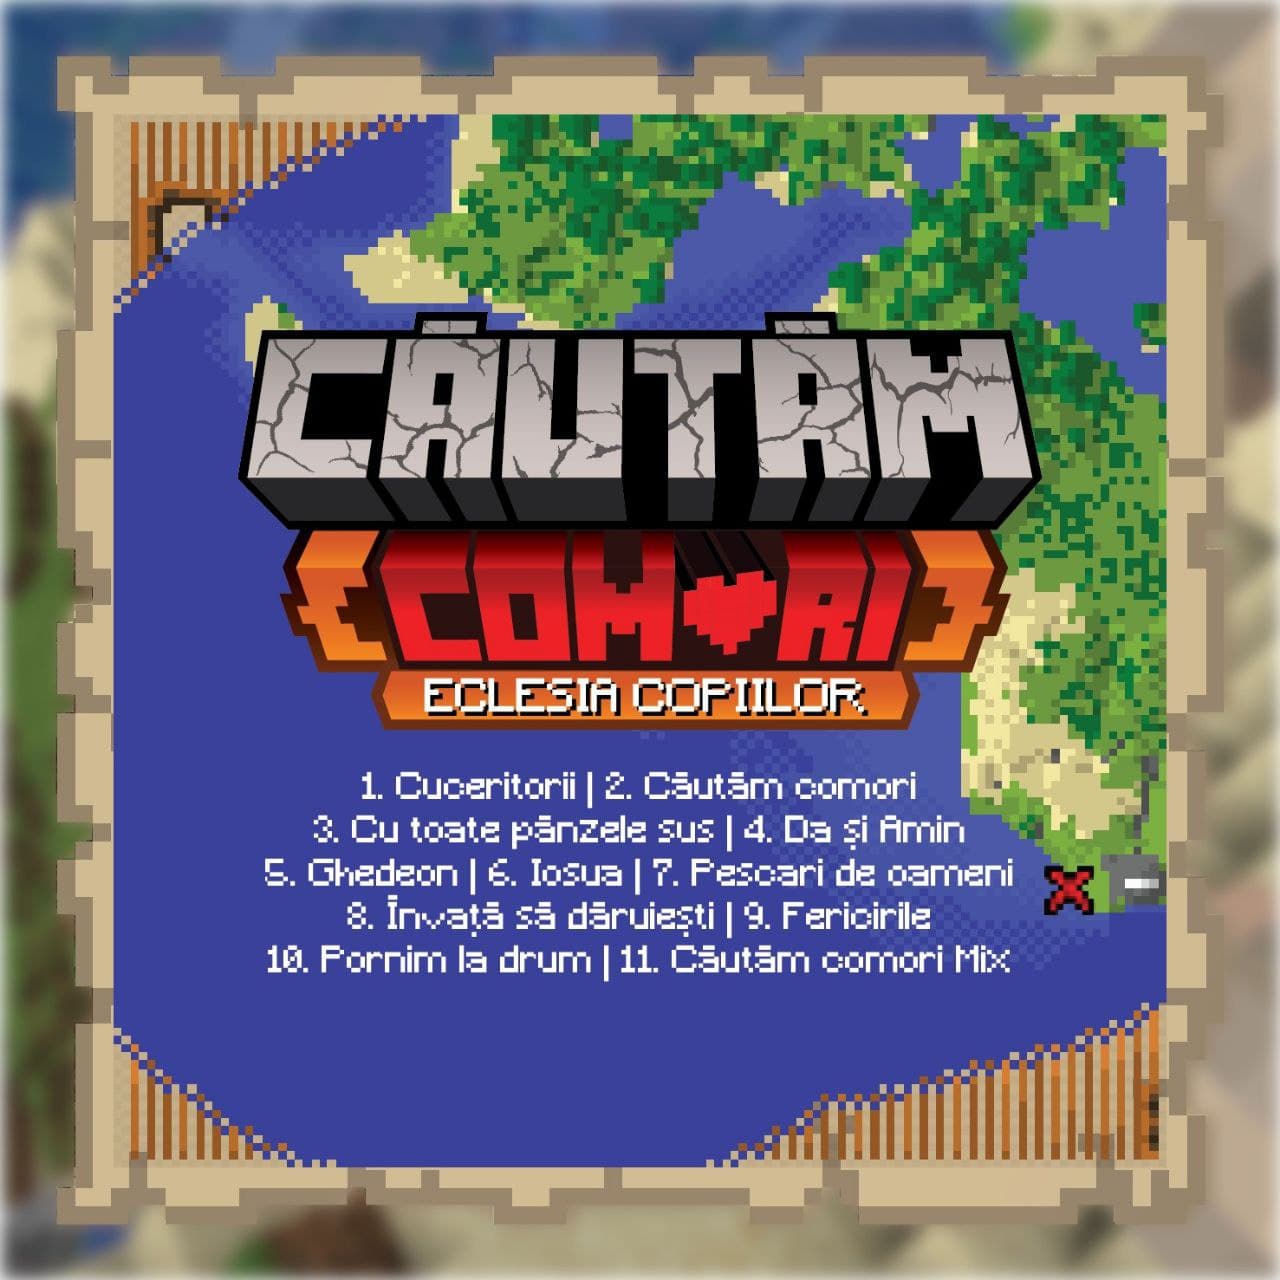 CĂUTĂM
COMORI
ECLESIA COPIILOR
1. Cuceritorii | 2. Căutăm comori
3. Cu toate pânzele sus | 4. Da și Amin
5. Ghedeon | 6. Iosua | 7. Pescari de oameni
8. Învață să dăruiești | 9. Fericirile
10. Pornim la drum | 11. Căutăm comori Mix